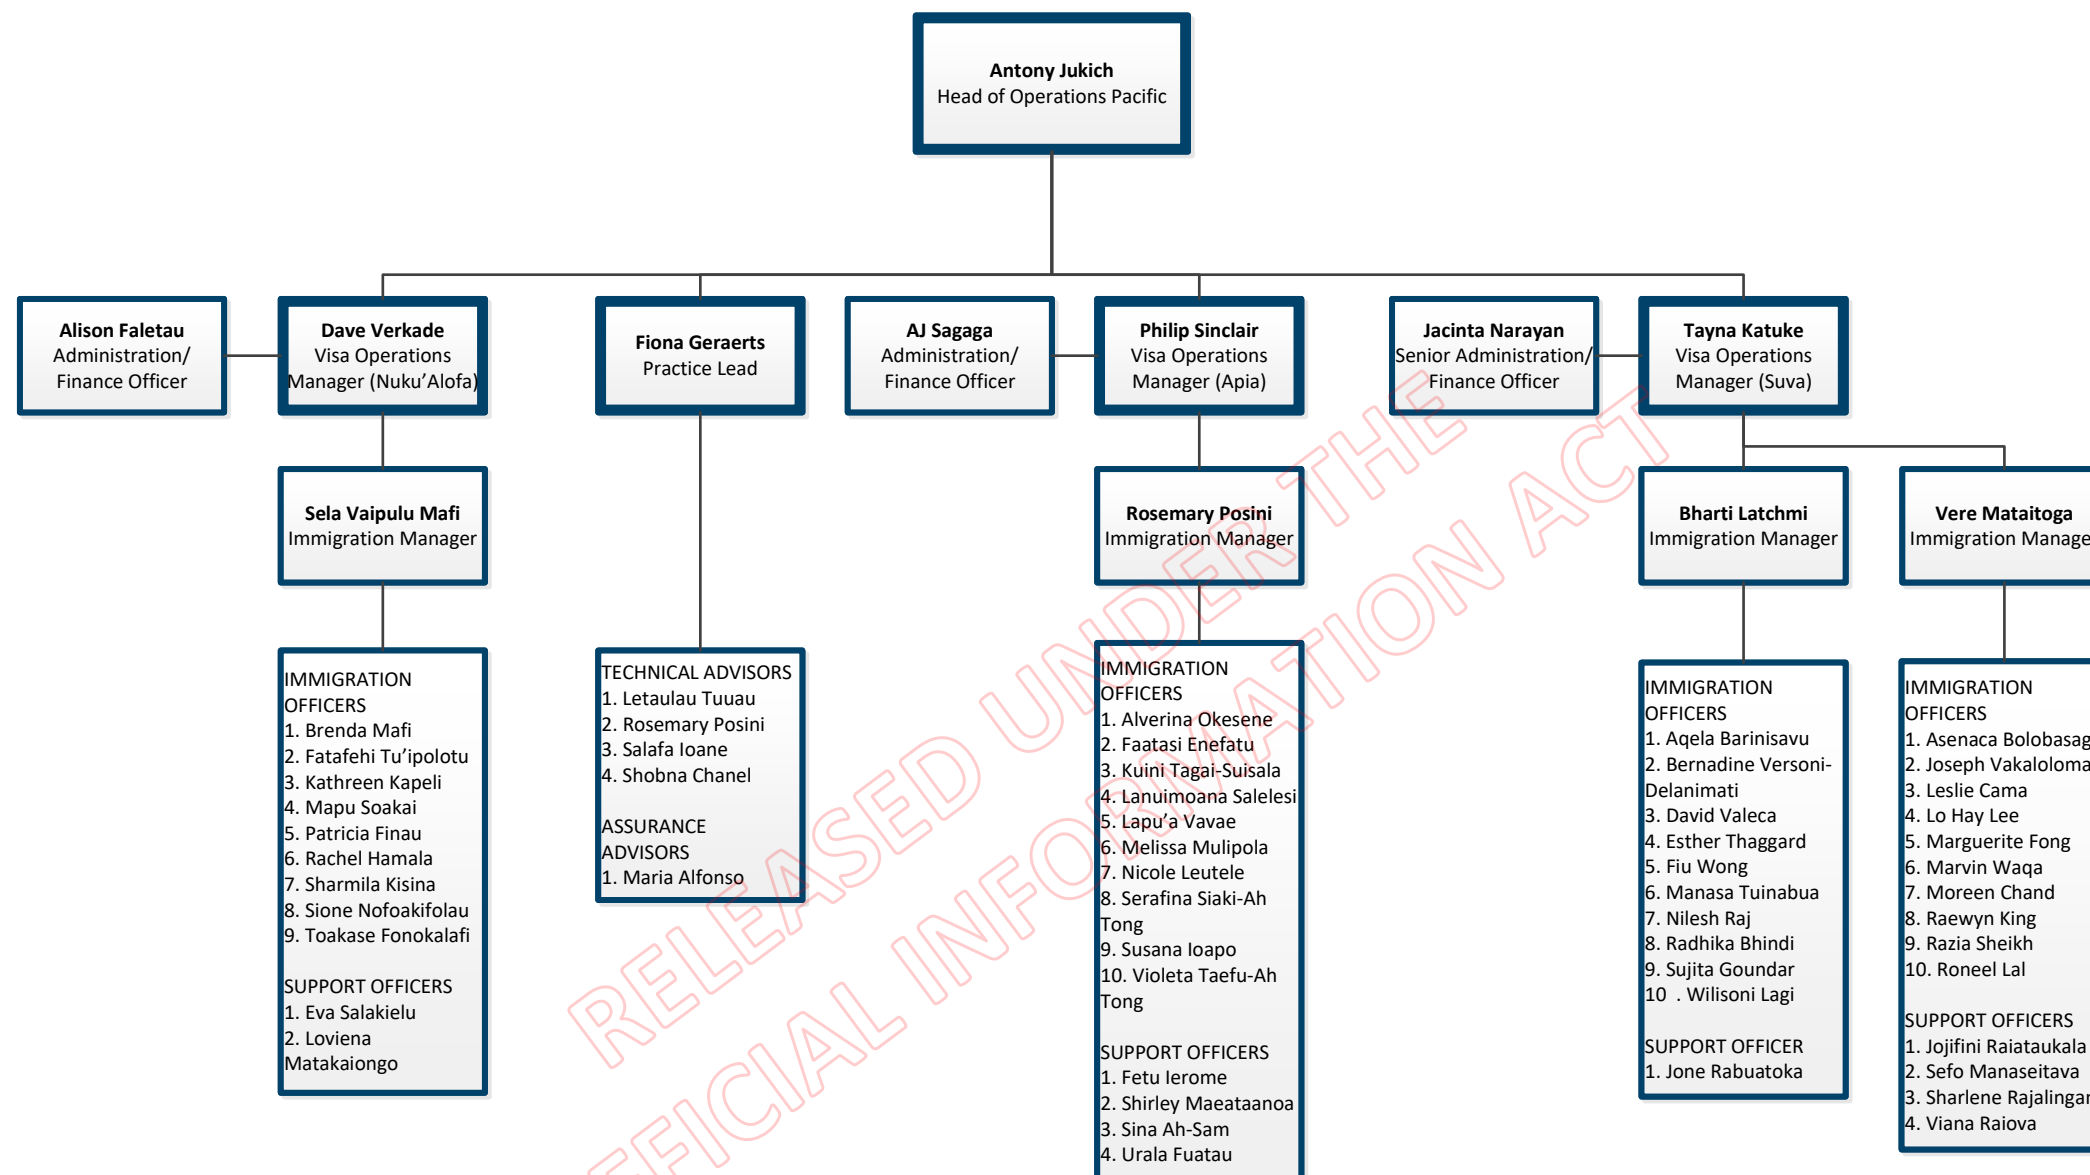 Antony Jukich
Head of Operations Pacific
Alison Faletau
Administration/
Finance Officer
Dave Verkade
Visa Operations
Manager (Nuku’Alofa)
Fiona Geraerts
Practice Lead
AJ Sagaga
Administration/
Finance Officer
Philip Sinclair
Visa Operations
Manager (Apia)
Jacinta Narayan
Senior Administration/
Finance Officer
Tayna Katuke
Visa Operations
Manager (Suva)
Sela Vaipulu Mafi
Immigration Manager
Rosemary Posini
Immigration Manager
Bharti Latchmi
Immigration Manager
Vere Mataitoga
Immigration Manage
IMMIGRATION
OFFICERS
1. Brenda Mafi
2. Fatafehi Tu’ipolotu
3. Kathreen Kapeli
4. Mapu Soakai
5. Patricia Finau
6. Rachel Hamala
7. Sharmila Kisina
8. Sione Nofoakifolau
9. Toakase Fonokalafi
SUPPORT OFFICERS
1. Eva Salakielu
2. Loviena
Matakaiongo
TECHNICAL ADVISORS
1. Letaulau Tuuau
2. Rosemary Posini
3. Salafa Ioane
4. Shobna Chanel
ASSURANCE
ADVISORS
1. Maria Alfonso
IMMIGRATION
OFFICERS
1. Alverina Okesene
2. Faatasi Enefatu
3. Kuini Tagai-Suisala
4. Lanuimoana Salelesi
5. Lapu’a Vavae
6. Melissa Mulipola
7. Nicole Leutele
8. Serafina Siaki-Ah
Tong
9. Susana Ioapo
10. Violeta Taefu-Ah
Tong
SUPPORT OFFICERS
1. Fetu Ierome
2. Shirley Maeataanoa
3. Sina Ah-Sam
4. Urala Fuatau
IMMIGRATION
OFFICERS
1. Aqela Barinisavu
2. Bernadine Versoni-
Delanimati
3. David Valeca
4. Esther Thaggard
5. Fiu Wong
6. Manasa Tuinabua
7. Nilesh Raj
8. Radhika Bhindi
9. Sujita Goundar
10 . Wilisoni Lagi
SUPPORT OFFICER
1. Jone Rabuatoka
IMMIGRATION
OFFICERS
1. Asenaca Bolobasag
2. Joseph Vakaloloma
3. Leslie Cama
4. Lo Hay Lee
5. Marguerite Fong
6. Marvin Waqa
7. Moreen Chand
8. Raewyn King
9. Razia Sheikh
10. Roneel Lal
SUPPORT OFFICERS
1. Jojifini Raiataukala
2. Sefo Manaseitava
3. Sharlene Rajalingar
4. Viana Raiova
RELEASED UNDER THE
FICIAL INFORMATION ACT